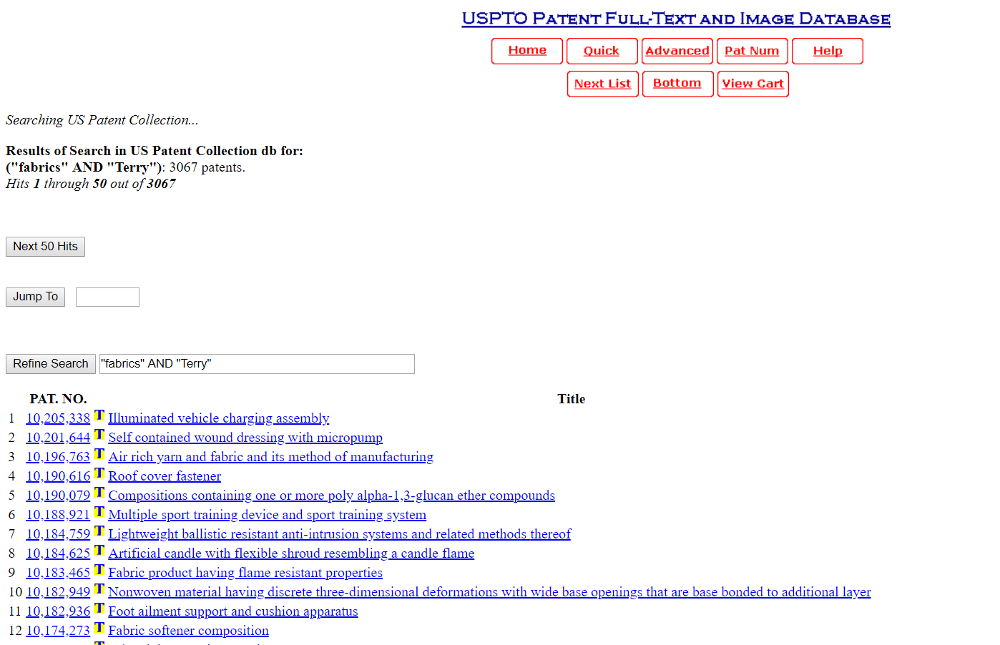 USPTO PATENT FULL-TEXT AND IMAGE DATABASE
Home Quick Advanced Pat Num Help
Next List Bottom View Cart
Searching US Patent Collection...
Results of Search in US Patent Collection db for:
("fabrics" AND "Terry"): 3067 patents.
Hits 1 through 50 out of 3067
Next 50 Hits
Jump To
Refine Search "fabrics" AND "Terry"
PAT. NO. Title
1 10,205,338 T Illuminated vehicle charging assembly
2 10,201,644 T Self contained wound dressing with micropump
3 10,196,763 T Air rich yarn and fabric and its method of manufacturing
4 10,190,616 T Roof cover fastener
5 10,190,079 T Compositions containing one or more poly alpha-1,3-glucan ether compounds
6 10,188,921 T Multiple sport training device and sport training system
7 10,184,759 T Lightweight ballistic resistant anti-intrusion systems and related methods thereof
8 10,184,625 T Artificial candle with flexible shroud resembling a candle flame
9 10,183,465 T Fabric product having flame resistant properties
10 10,182,949 T Nonwoven material having discrete three-dimensional deformations with wide base openings that are base bonded to additional layer
11 10,182,936 T Foot ailment support and cushion apparatus
12 10,174,273 T Fabric softener composition